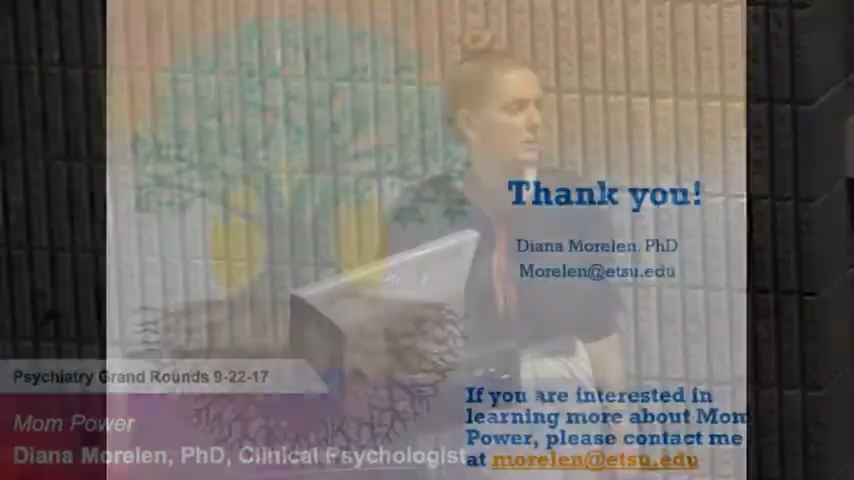 Thank you!
Diana Morelen, PhD
Morelen@etsu.edu
If you are interested in
learning more about Mom
Power, please contact me
at morelen@etsu.edu
Psychiatry Grand Rounds 9-22-17
Mom Power
Diana Morelen, PhD, Clinical Psychologist